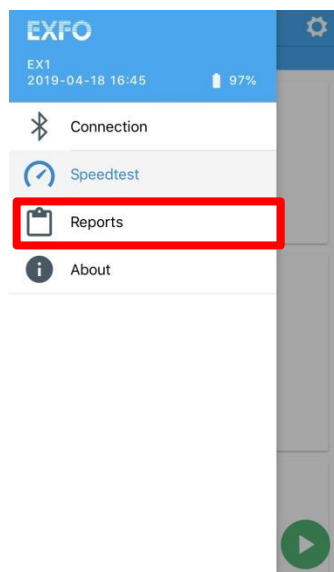 EXFO
EX1
2019-04-18 16:45 97%
Connection
Speedtest
Reports
About